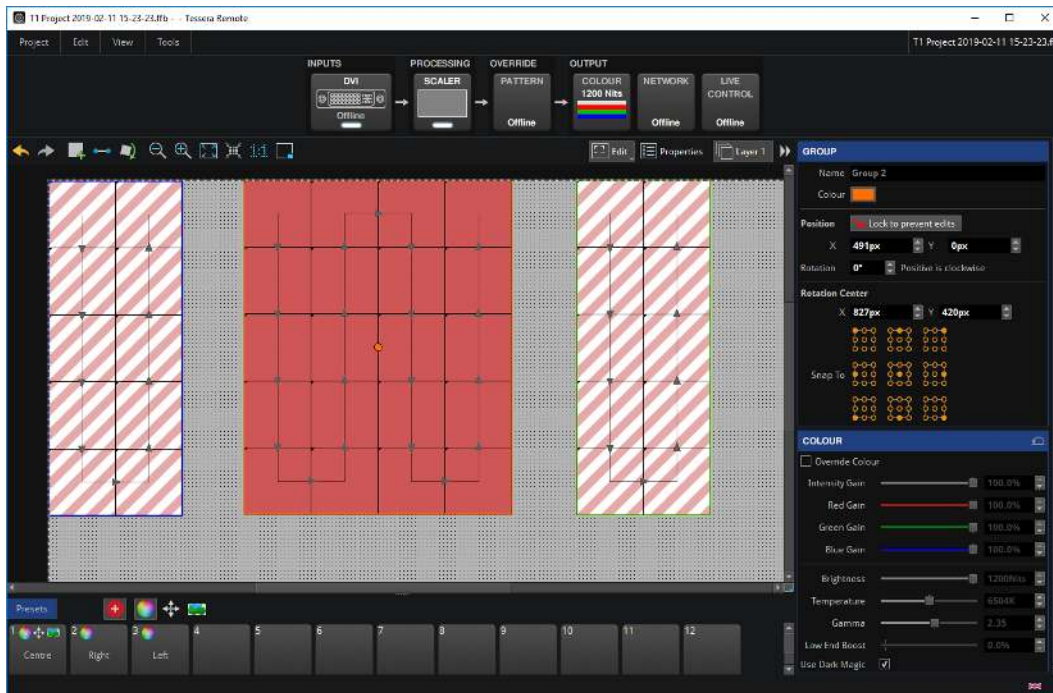 T1 Project 2019-02-11 15-23-23.ffb - - Tessera Remote
Project Edit View Tools
T1 Project 2019-02-11 15-23-23.f
INPUTS PROCESSING OVERRIDE OUTPUT
DVI SCALER PATTERN COLOUR NETWORK LIVE
1200 Nits CONTROL
Offline Offline Offline Offline
1:1 Edit Properties Layer 1
GROUP
Name Group 2
Colour
Position Lock to prevent edits
X 491px Y 0px
Rotation 0° Positive is clockwise
Rotation Center
X 827px Y 420px
Snap To
COLOUR
Override Colour
Intensity Gain 100.0%
Red Gain 100.0%
Green Gain 100.0%
Blue Gain 100.0%
Brightness 1200Nits
Temperature 6504K
Gamma 2.35
Low End Boost 0.0%
Use Dark Magic
Presets
1 2 3 4 5 6 7 8 9 10 11 12
Centre Right Left